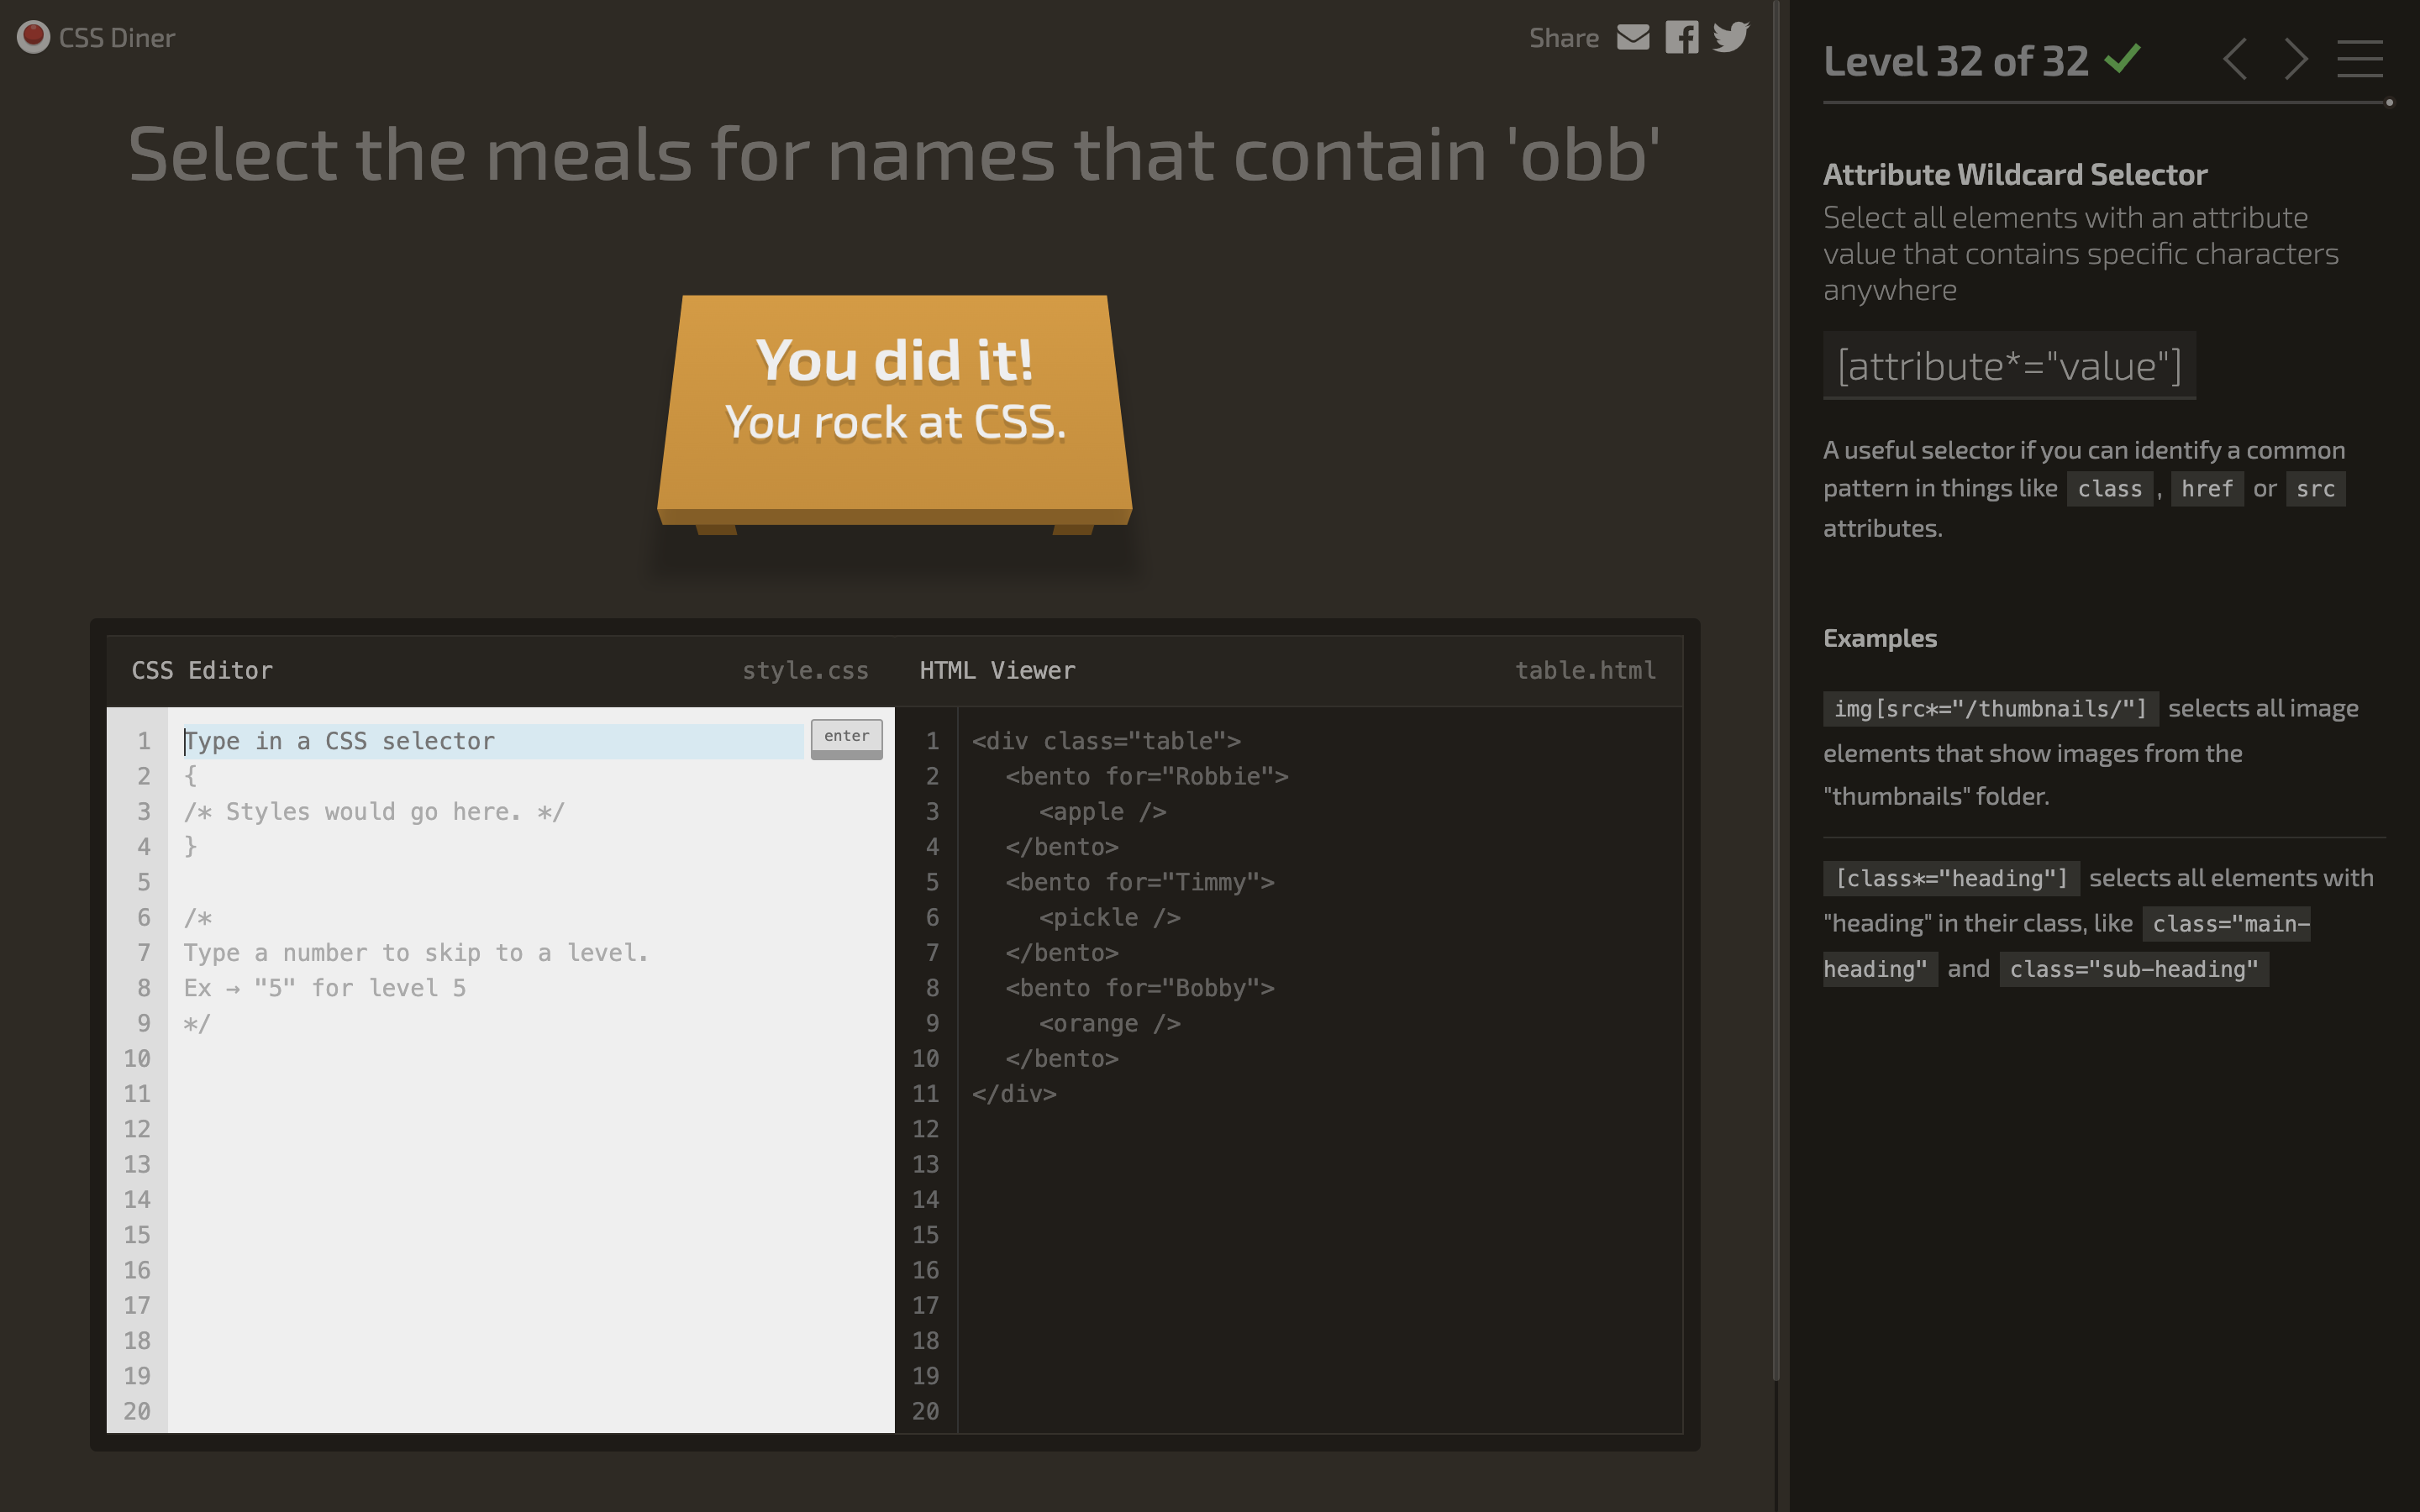 CSS Diner
Share
Select the meals for names that contain 'obb'
You did it!
You rock at CSS.
CSS Editor
style.css
HTML Viewer
table.html
1
2
3
4
5
6
7
8
9
10
11
12
13
14
15
16
17
18
19
20
Type in a CSS selector
enter
{
/* Styles would go here. */
}
/*
Type a number to skip to a level.
Ex → "5" for level 5
*/
1
2
3
4
5
6
7
8
9
10
11
12
13
14
15
16
17
18
19
20
<div class="table">
<bento for="Robbie">
<apple />
</bento>
<bento for="Timmy">
<pickle />
</bento>
<bento for="Bobby">
<orange />
</bento>
</div>
Level 32 of 32
Attribute Wildcard Selector
Select all elements with an attribute
value that contains specific characters
anywhere
[attribute*="value"]
A useful selector if you can identify a common
pattern in things like class , href or src
attributes.
Examples
img[src*="/thumbnails/"] selects all image
elements that show images from the
"thumbnails" folder.
[class*="heading"] selects all elements with
"heading" in their class, like class="main-
heading" and class="sub-heading"